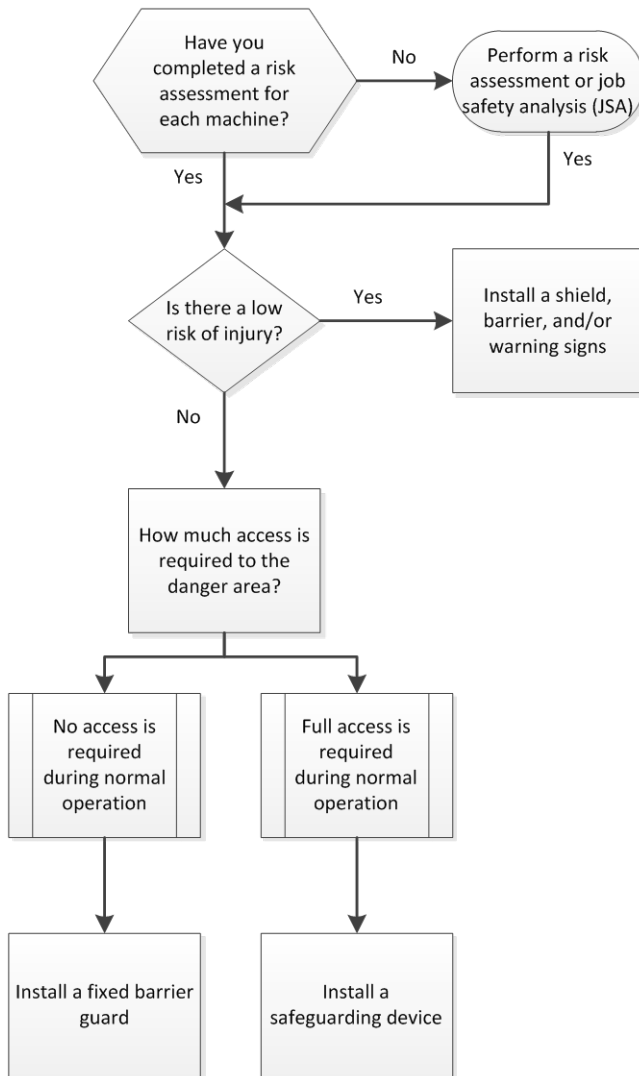 Have you
completed a risk
assessment for
each machine?
No
Perform a risk
assessment or job
safety analysis (JSA)
Yes
Yes
Is there a low
risk of injury?
Yes
Install a shield,
barrier, and/or
warning signs
No
How much access is
required to the
danger area?
No access is
required
during normal
operation
Full access is
required
during normal
operation
Install a fixed barrier
guard
Install a
safeguarding device